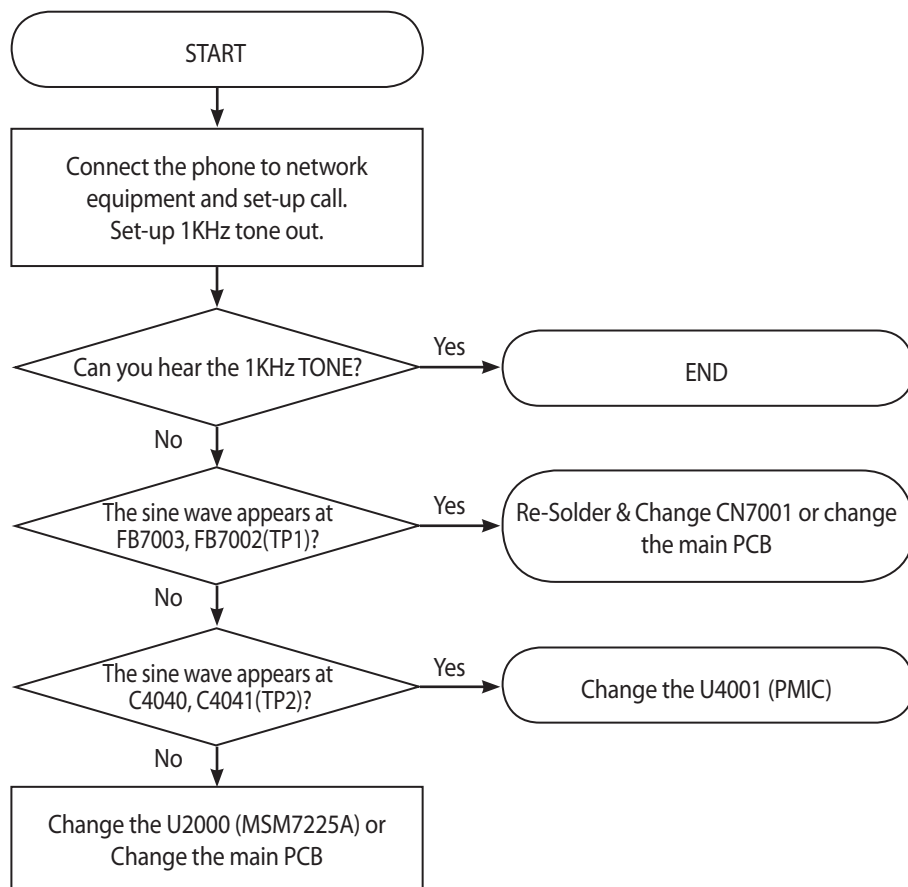 START
Connect the phone to network
equipment and set-up call.
Set-up 1KHz tone out.
Can you hear the 1KHz TONE?
Yes
END
No
The sine wave appears at
FB7003, FB7002(TP1)?
Yes
Re-Solder & Change CN7001 or change
the main PCB
No
The sine wave appears at
C4040, C4041(TP2)?
Yes
Change the U4001 (PMIC)
No
Change the U2000 (MSM7225A) or
Change the main PCB